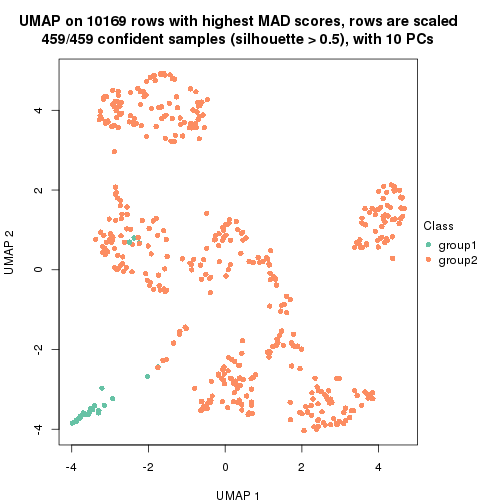 UMAP on 10169 rows with highest MAD scores, rows are scaled
459/459 confident samples (silhouette > 0.5), with 10 PCs
Class
group1
group2
UMAP 2
4
2
0
-2
-4
-4
-2
0
2
4
UMAP 1